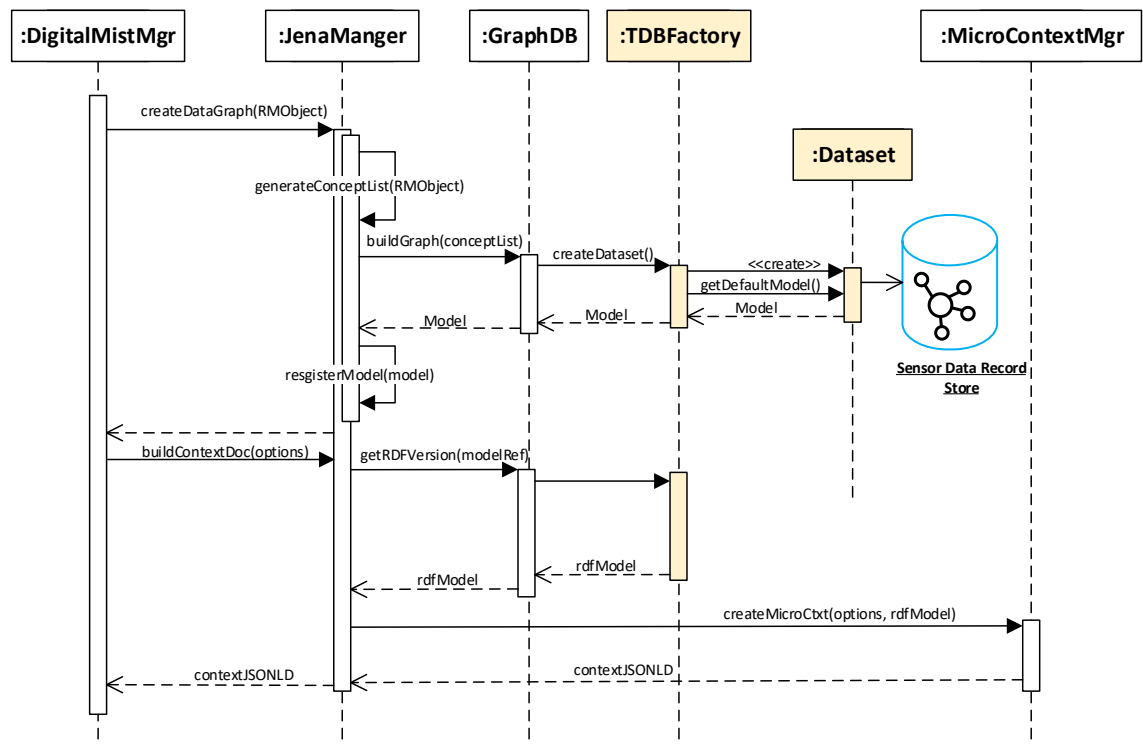 :DigitalMistMgr
:JenaManger
:GraphDB
:TDBFactory
:MicroContextMgr
createDataGraph(RMObject)
:Dataset
generateConceptList(RMObject)
buildGraph(conceptList)
createDataset()
<<create>>
getDefaultModel()
Model
Model
Model
resgisterModel(model)
Sensor Data Record
Store
buildContextDoc(options)
getRDFVersion(modelRef)
rdfModel
rdfModel
createMicroCtxt(options, rdfModel)
contextJSONLD
contextJSONLD